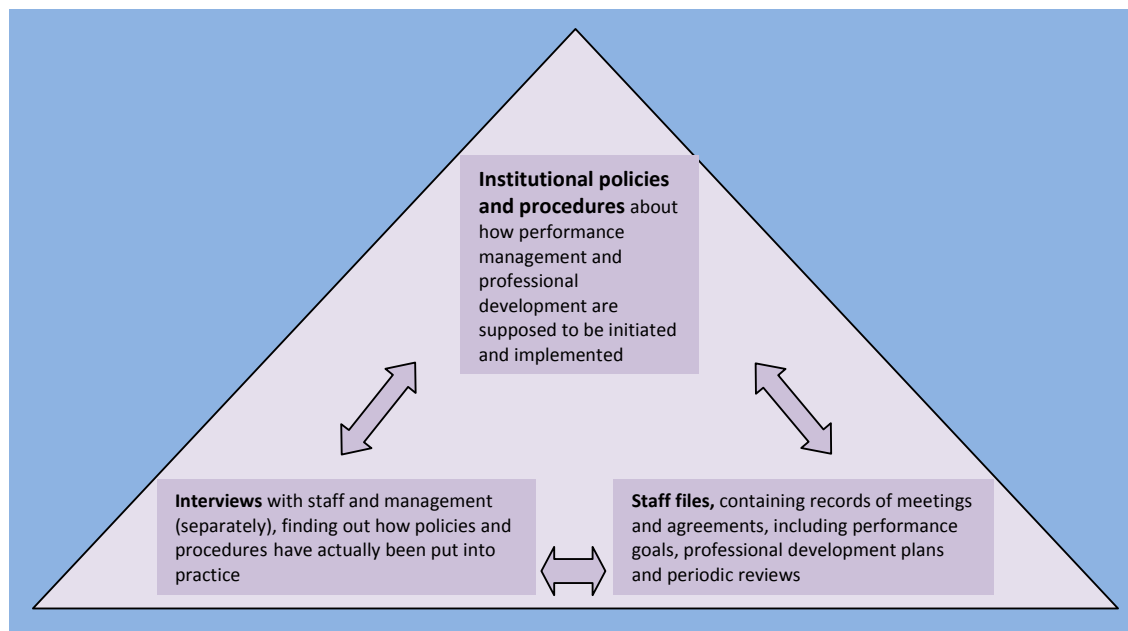 Institutional policies
and procedures about
how performance
management and
professional
development are
supposed to be initiated
and implemented
Interviews with staff and management
(separately), finding out how policies and
procedures have actually been put into
practice
Staff files, containing records of meetings
and agreements, including performance
goals, professional development plans
and periodic reviews